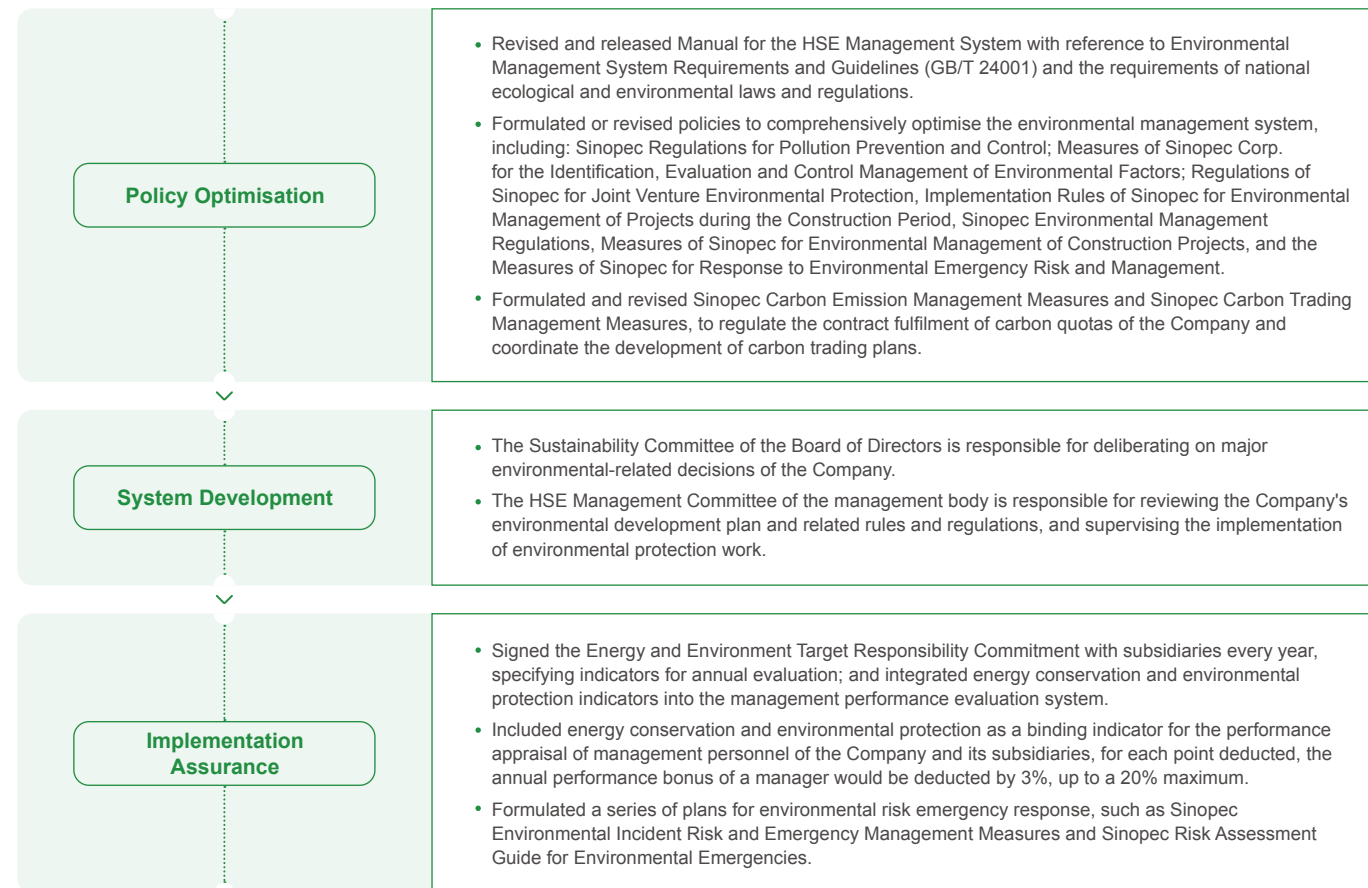 Policy Optimisation
• Revised and released Manual for the HSE Management System with reference to Environmental
Management System Requirements and Guidelines (GB/T 24001) and the requirements of national
ecological and environmental laws and regulations.
• Formulated or revised policies to comprehensively optimise the environmental management system,
including: Sinopec Regulations for Pollution Prevention and Control; Measures of Sinopec Corp.
for the Identification, Evaluation and Control Management of Environmental Factors; Regulations of
Sinopec for Joint Venture Environmental Protection, Implementation Rules of Sinopec for Environmental
Management of Projects during the Construction Period, Sinopec Environmental Management
Regulations, Measures of Sinopec for Environmental Management of Construction Projects, and the
Measures of Sinopec for Response to Environmental Emergency Risk and Management.
• Formulated and revised Sinopec Carbon Emission Management Measures and Sinopec Carbon Trading
Management Measures, to regulate the contract fulfilment of carbon quotas of the Company and
coordinate the development of carbon trading plans.
System Development
• The Sustainability Committee of the Board of Directors is responsible for deliberating on major
environmental-related decisions of the Company.
• The HSE Management Committee of the management body is responsible for reviewing the Company's
environmental development plan and related rules and regulations, and supervising the implementation
of environmental protection work.
Implementation
Assurance
• Signed the Energy and Environment Target Responsibility Commitment with subsidiaries every year,
specifying indicators for annual evaluation; and integrated energy conservation and environmental
protection indicators into the management performance evaluation system.
• Included energy conservation and environmental protection as a binding indicator for the performance
appraisal of management personnel of the Company and its subsidiaries, for each point deducted, the
annual performance bonus of a manager would be deducted by 3%, up to a 20% maximum.
• Formulated a series of plans for environmental risk emergency response, such as Sinopec
Environmental Incident Risk and Emergency Management Measures and Sinopec Risk Assessment
Guide for Environmental Emergencies.